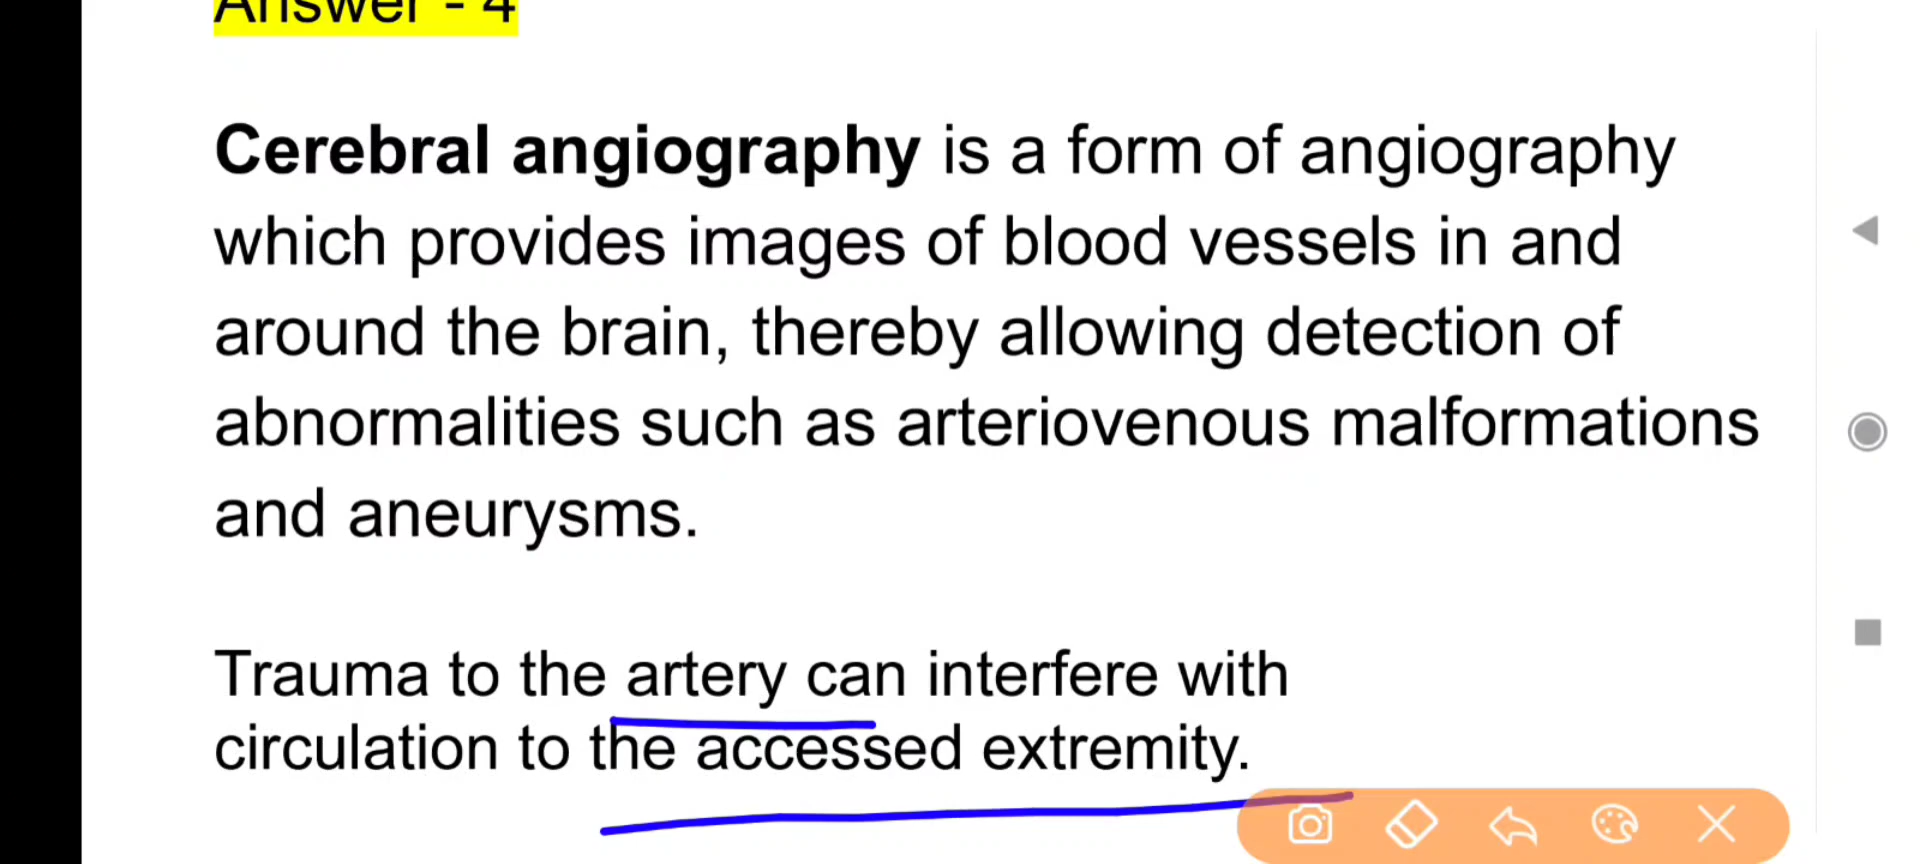 Answer - 4
Cerebral angiography is a form of angiography
which provides images of blood vessels in and
around the brain, thereby allowing detection of
abnormalities such as arteriovenous malformations
and aneurysms.
Trauma to the artery can interfere with
circulation to the accessed extremity.